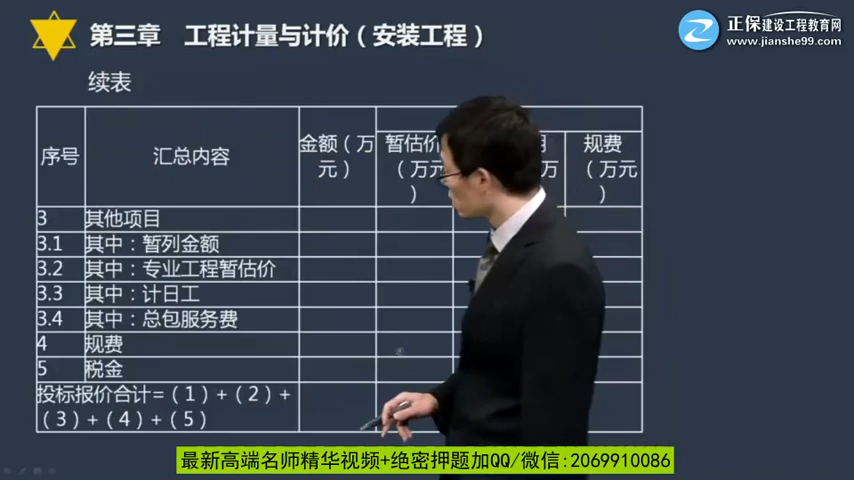 第三章 工程计量与计价（安装工程）
正保建设工程教育网
www.jianshe99.com
续表
序号
汇总内容
金额（万
元）
暂估价
（万元
）
月
万
规费
（万元
）
3 其他项目
3.1 其中：暂列金额
3.2 其中：专业工程暂估价
3.3 其中：计日工
3.4 其中：总包服务费
4 规费
5 税金
投标报价合计=（1）+（2）+
（3）+（4）+（5）
最新高端名师精华视频+绝密押题加QQ/微信:2069910086